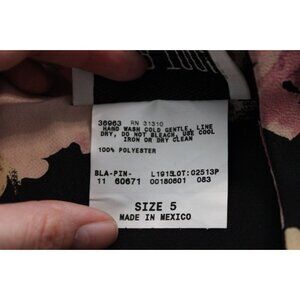 36963 RN 31310
HAND WASH COLD GENTLE, LINE
DRY, DO NOT BLEACH, USE COOL
IRON OR DRY CLEAN
100% POLYESTER
BLA-PIN- L1915LOT:02513P
11 60671 00180601 083
SIZE 5
MADE IN MEXICO